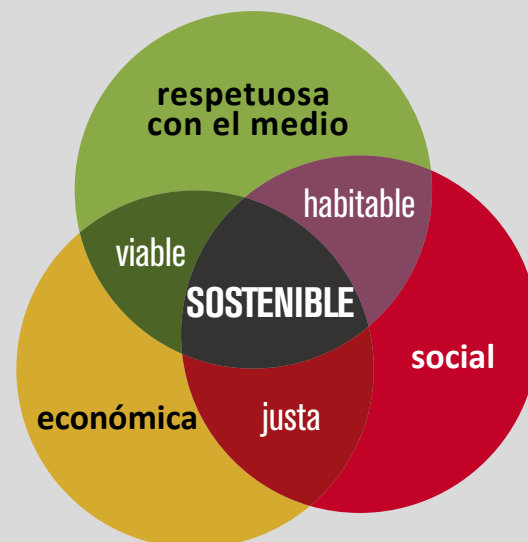 respetuosa
con el medio
habitable
viable
SOSTENIBLE
social
económica
justa